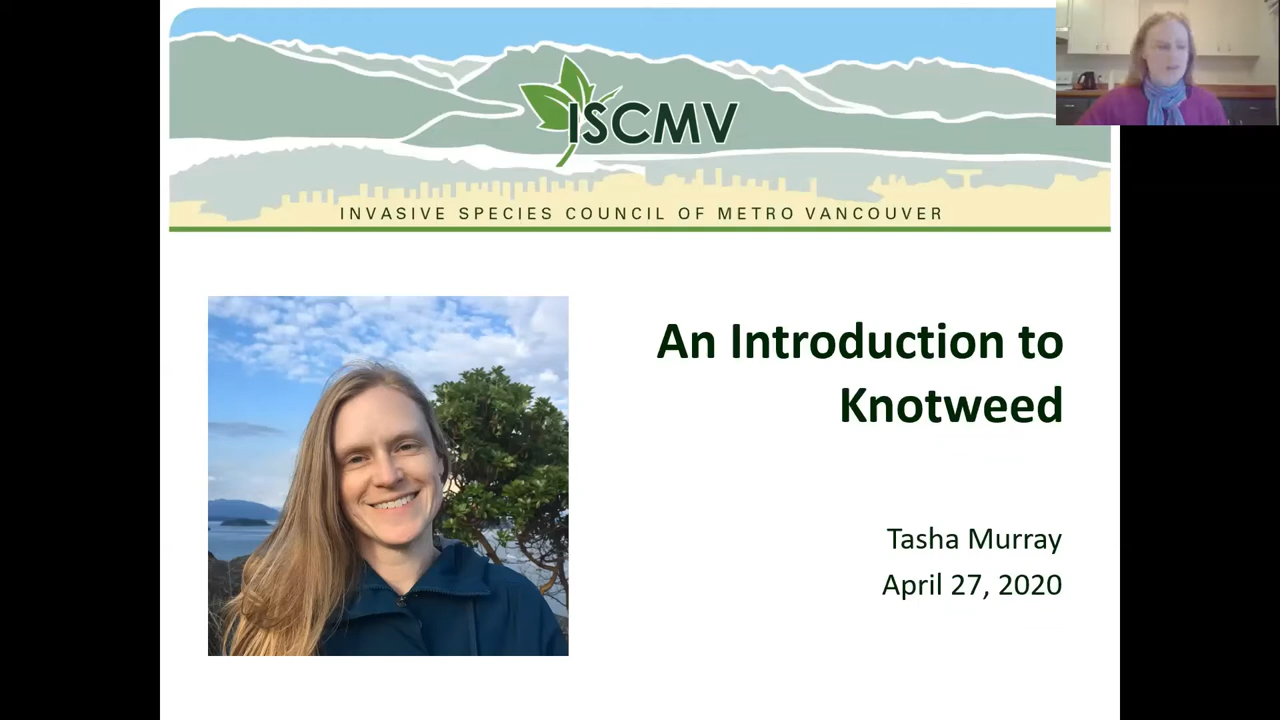 ISCMV
INVASIVE SPECIES COUNCIL OF METRO VANCOUVER
An Introduction to
Knotweed
Tasha Murray
April 27, 2020